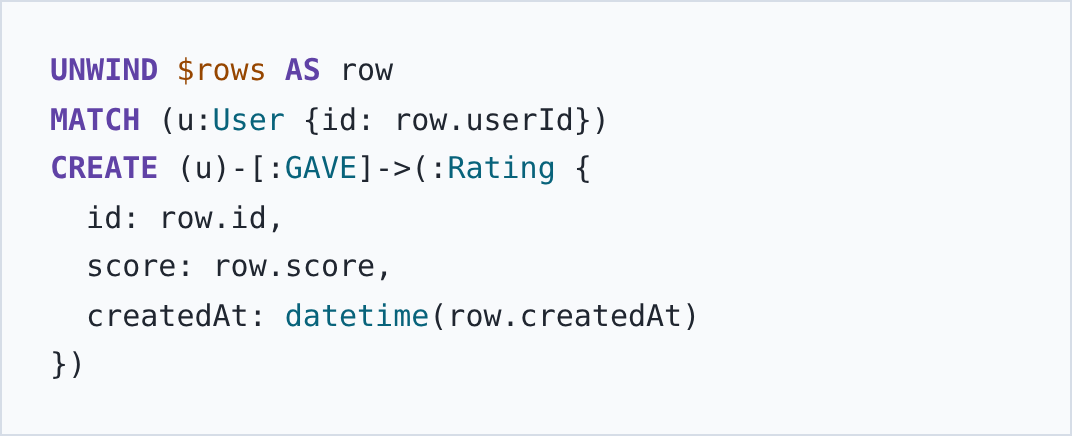 UNWIND $rows AS row
MATCH (u:User {id: row.userId})
CREATE (u)-[:GAVE]->(:Rating {
  id: row.id,
  score: row.score,
  createdAt: datetime(row.createdAt)
})